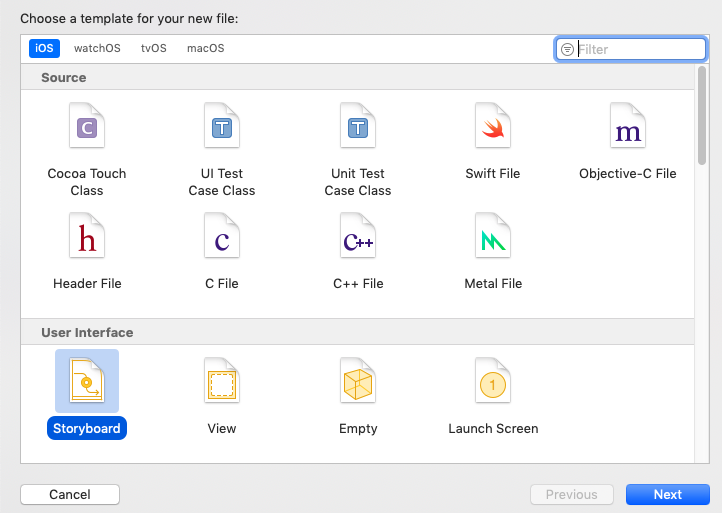 Choose a template for your new file:
iOS watchOS tvOS macOS Filter
Source
C T T m
Cocoa Touch Class UI Test Case Class Unit Test Case Class Swift File Objective-C File
h c C++
Header File C File C++ File Metal File
User Interface
1
Storyboard View Empty Launch Screen
Cancel Previous Next